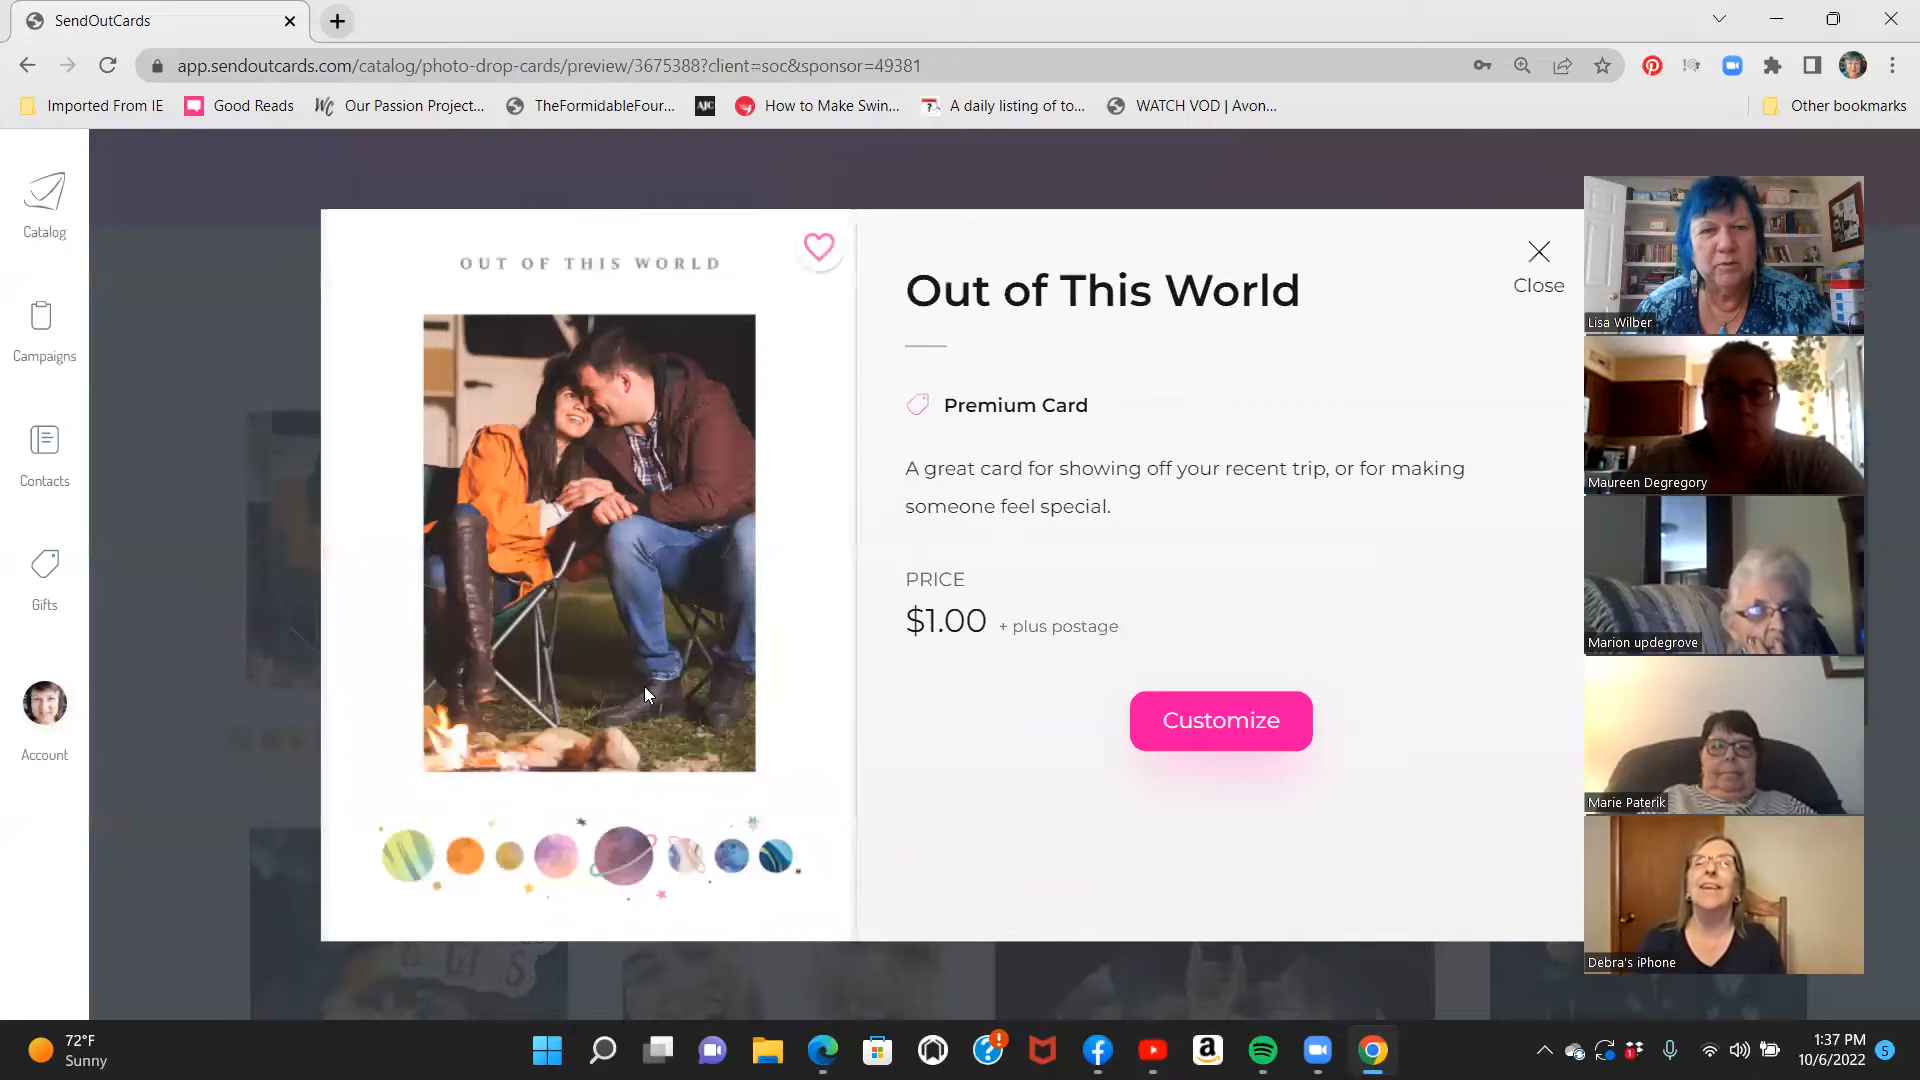 SendOutCards
app.sendoutcards.com/catalog/photo-drop-cards/preview/3675388?client=soc&sponsor=49381
Imported From IE
Good Reads
Our Passion Project...
TheFormidableFour...
AJC
How to Make Swin...
A daily listing of to...
WATCH VOD | Avon...
Other bookmarks
Catalog
Campaigns
Contacts
Gifts
Account
OUT OF THIS WORLD
Out of This World
Close
Premium Card
A great card for showing off your recent trip, or for making
someone feel special.
PRICE
$1.00 + plus postage
Customize
Lisa Wilber
Maureen Degregory
Marion updegrove
Marie Paterik
Debra's iPhone
72°F
Sunny
1:37 PM
10/6/2022
5